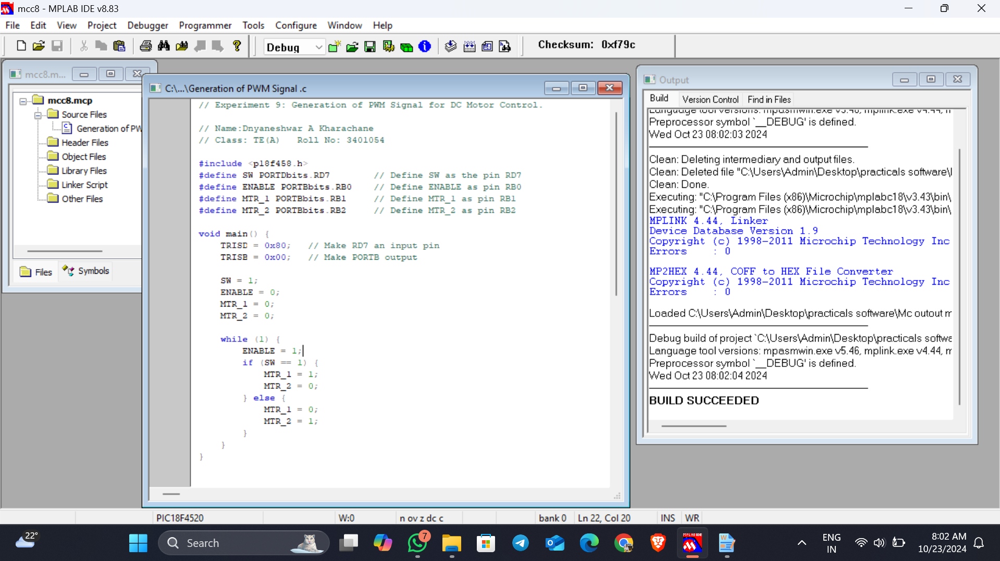 mcc8 - MPLAB IDE v8.83
File Edit View Project Debugger Programmer Tools Configure Window Help
Debug
Checksum: 0xf79c
mcc8.m...
mcc8.mcp
Source Files
Generation of PW
Header Files
Object Files
Library Files
Linker Script
Other Files
Files
Symbols
C:\...\Generation of PWM Signal .c
// Experiment 9: Generation of PWM Signal for DC Motor Control.
// Name:Dnyaneshwar A Kharachane
// Class: TE(A) Roll No: 3401054
#include <p18f458.h>
#define SW PORTDbits.RD7 // Define SW as the pin RD7
#define ENABLE PORTBbits.RB0 // Define ENABLE as pin RB0
#define MTR_1 PORTBbits.RB1 // Define MTR_1 as pin RB1
#define MTR_2 PORTBbits.RB2 // Define MTR_2 as pin RB2
void main() {
TRISD = 0x80; // Make RD7 an input pin
TRISB = 0x00; // Make PORTB output
SW = 1;
ENABLE = 0;
MTR_1 = 0;
MTR_2 = 0;
while (1) {
ENABLE = 1;
if (SW == 1) {
MTR_1 = 1;
MTR_2 = 0;
} else {
MTR_1 = 0;
MTR_2 = 1;
}
}
}
Output
Build
Version Control
Find in Files
Language tool versions: mpasmwin.exe v5.46, mplink.exe v4.44, m
Preprocessor symbol `__DEBUG' is defined.
Wed Oct 23 08:02:03 2024
Clean: Deleting intermediary and output files.
Clean: Deleted file "C:\Users\Admin\Desktop\practicals software\
Clean: Done.
Executing: "C:\Program Files (x86)\Microchip\mplabc18\v3.43\bin\
Executing: "C:\Program Files (x86)\Microchip\mplabc18\v3.43\bin\
MPLINK 4.44, Linker
Device Database Version 1.9
Copyright (c) 1998-2011 Microchip Technology Inc
Errors : 0
MP2HEX 4.44, COFF to HEX File Converter
Copyright (c) 1998-2011 Microchip Technology Inc
Errors : 0
Loaded C:\Users\Admin\Desktop\practicals software\Mc outout m
Debug build of project `C:\Users\Admin\Desktop\practicals softwa
Language tool versions: mpasmwin.exe v5.46, mplink.exe v4.44, m
Preprocessor symbol `__DEBUG' is defined.
Wed Oct 23 08:02:04 2024
BUILD SUCCEEDED
PIC18F4520
W:0
n ov z dc c
bank 0
Ln 22, Col 20
INS
WR
22°
Search
7
MPLAB IDE
ENG
IN
8:02 AM
10/23/2024